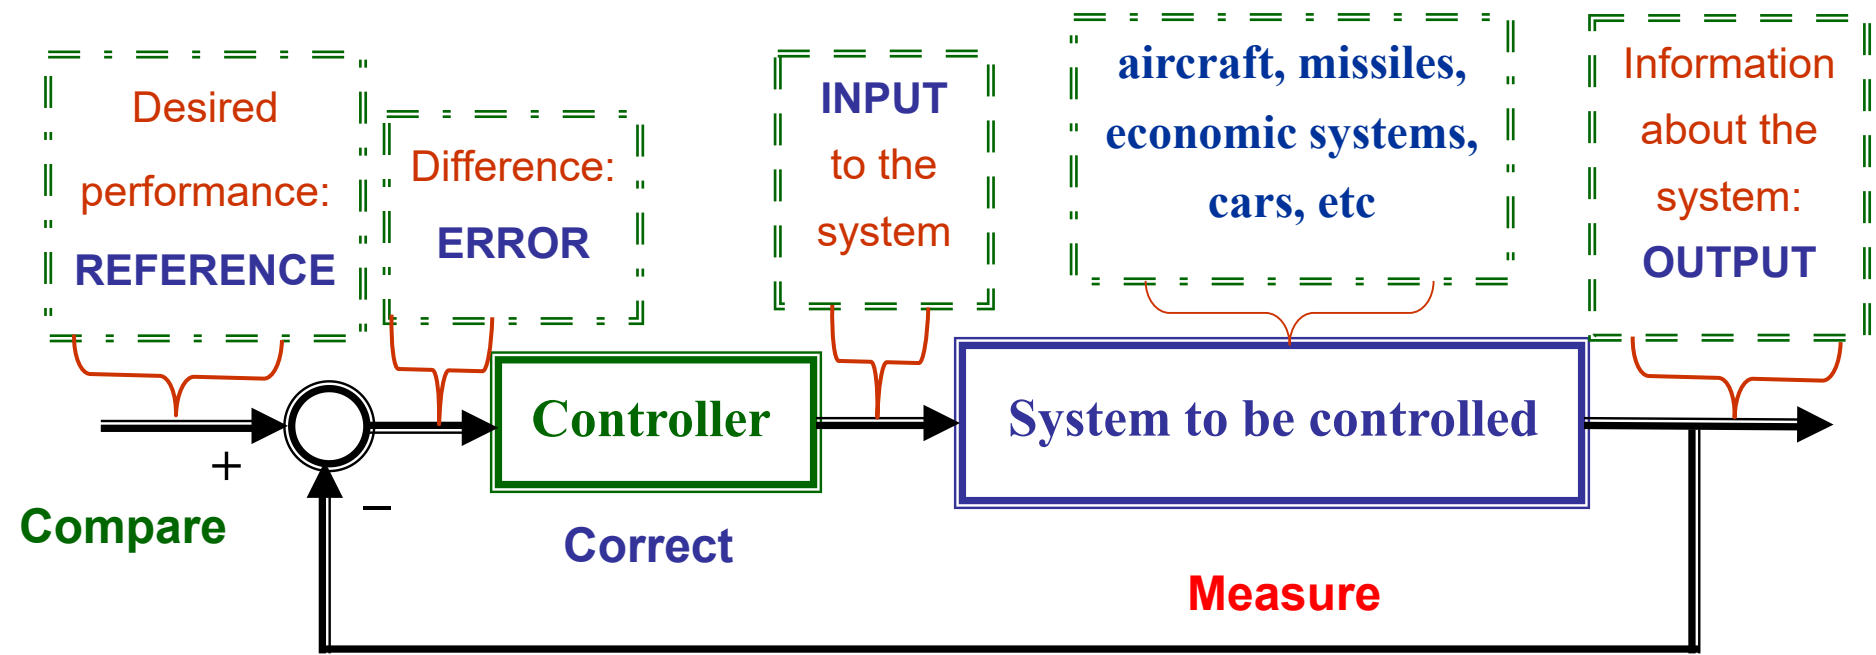 Desired
performance:
REFERENCE
Difference:
ERROR
INPUT
to the
system
aircraft, missiles,
economic systems,
cars, etc
Information
about the
system:
OUTPUT
Controller
System to be controlled
+
−
Compare
Correct
Measure